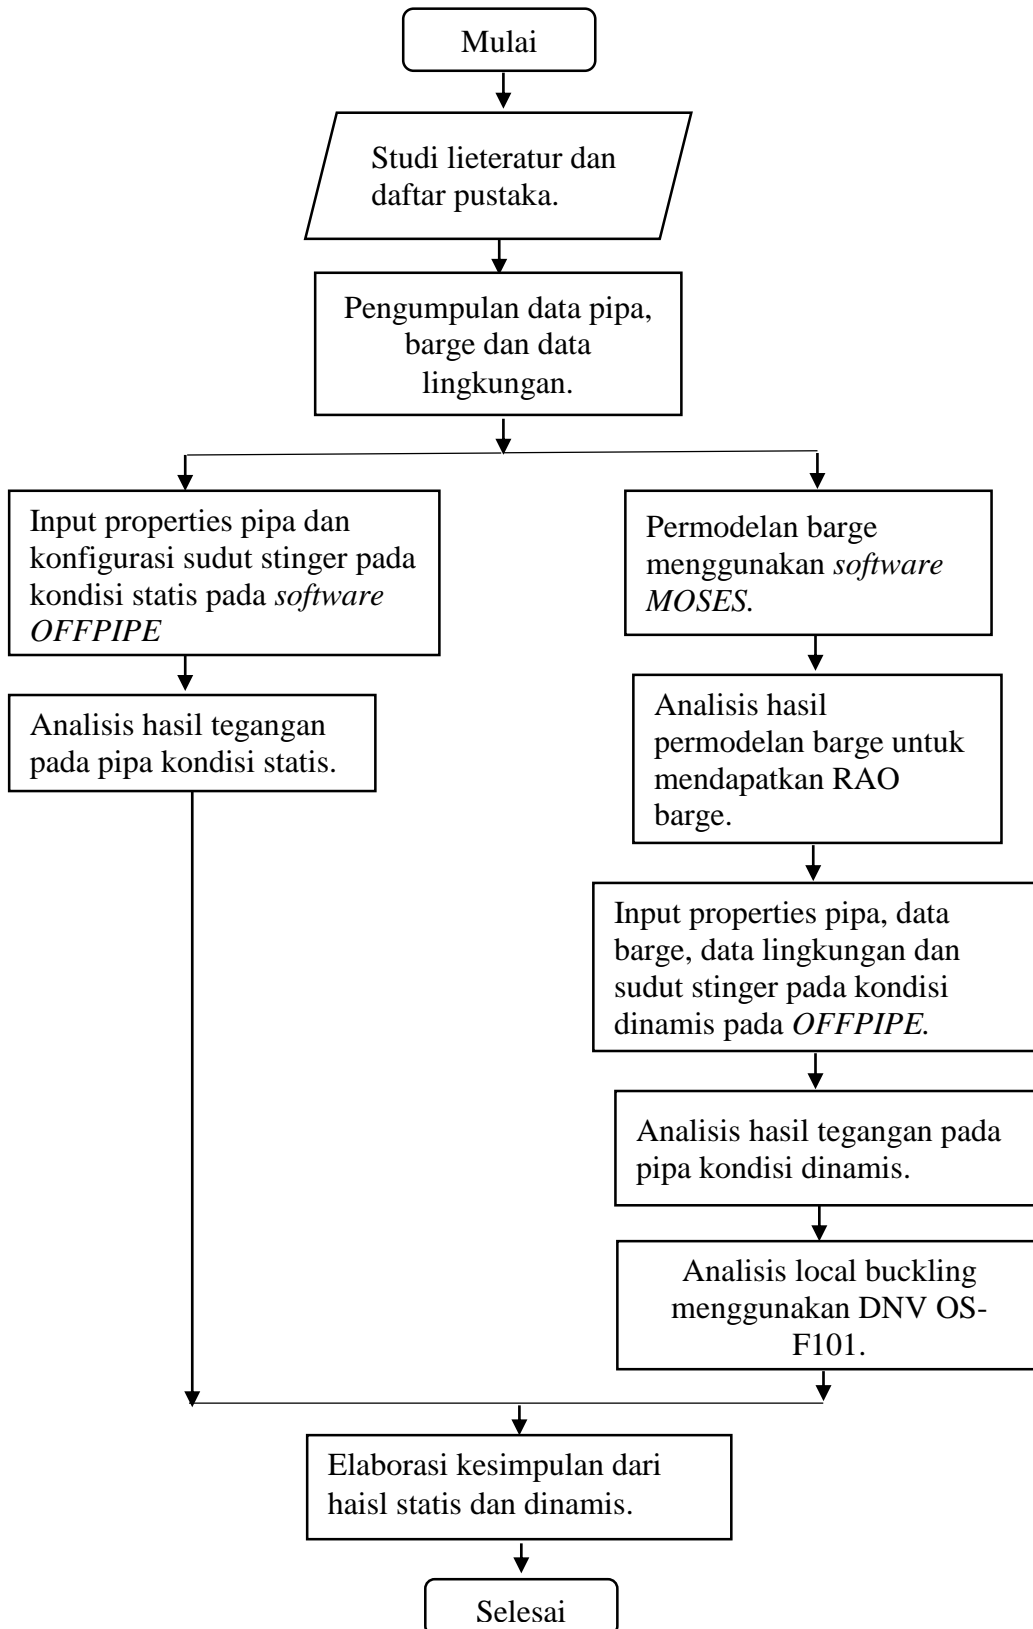 Mulai
Studi lieteratur dan
daftar pustaka.
Pengumpulan data pipa,
barge dan data
lingkungan.
Input properties pipa dan
konfigurasi sudut stinger pada
kondisi statis pada software
OFFPIPE
Analisis hasil tegangan
pada pipa kondisi statis.
Permodelan barge
menggunakan software
MOSES.
Analisis hasil
permodelan barge untuk
mendapatkan RAO
barge.
Input properties pipa, data
barge, data lingkungan dan
sudut stinger pada kondisi
dinamis pada OFFPIPE.
Analisis hasil tegangan pada
pipa kondisi dinamis.
Analisis local buckling
menggunakan DNV OS-
F101.
Elaborasi kesimpulan dari
haisl statis dan dinamis.
Selesai